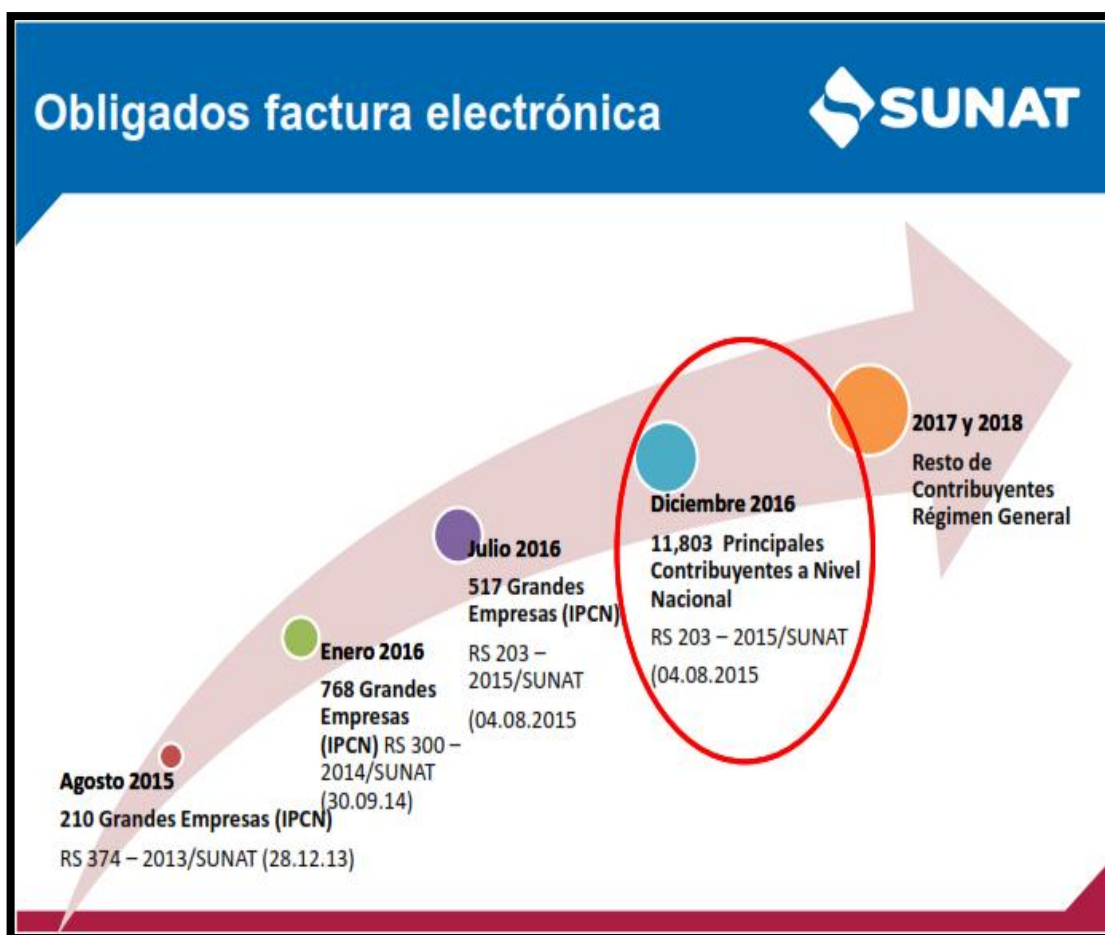 Obligados factura electrónica
SUNAT
Agosto 2015
210 Grandes Empresas (IPCN)
RS 374 – 2013/SUNAT (28.12.13)
Enero 2016
768 Grandes
Empresas
(IPCN) RS 300 –
2014/SUNAT
(30.09.14)
Julio 2016
517 Grandes
Empresas (IPCN)
RS 203 –
2015/SUNAT
(04.08.2015
Diciembre 2016
11,803 Principales
Contribuyentes a Nivel
Nacional
RS 203 – 2015/SUNAT
(04.08.2015
2017 y 2018
Resto de
Contribuyentes
Régimen General